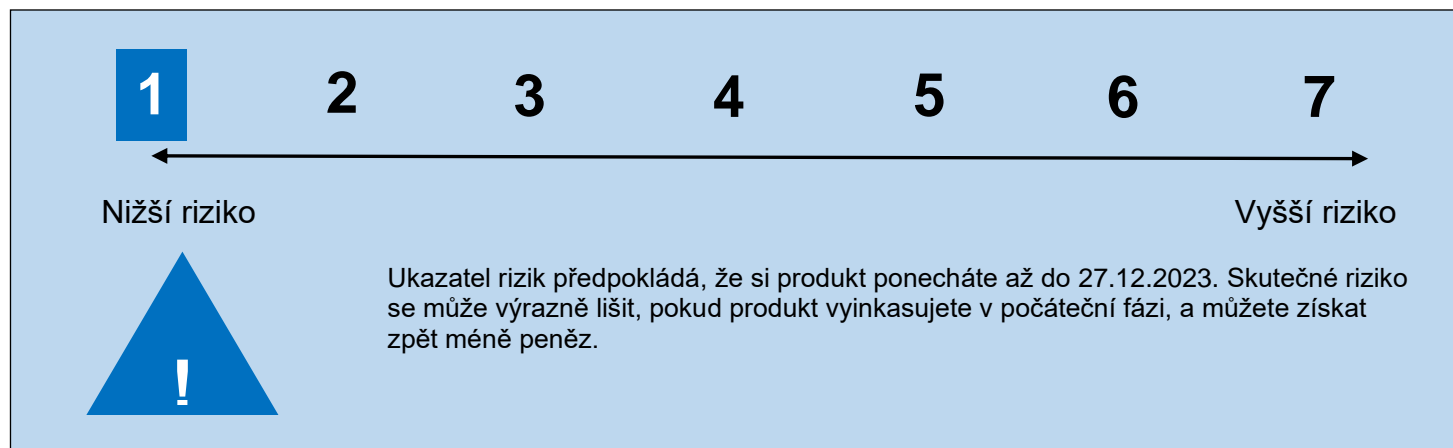 1 2 3 4 5 6 7
Nižší riziko Vyšší riziko
Ukazatel rizik předpokládá, že si produkt ponecháte až do 27.12.2023. Skutečné riziko
se může výrazně lišit, pokud produkt vyinkasujete v počáteční fázi, a můžete získat
zpět méně peněz.
!